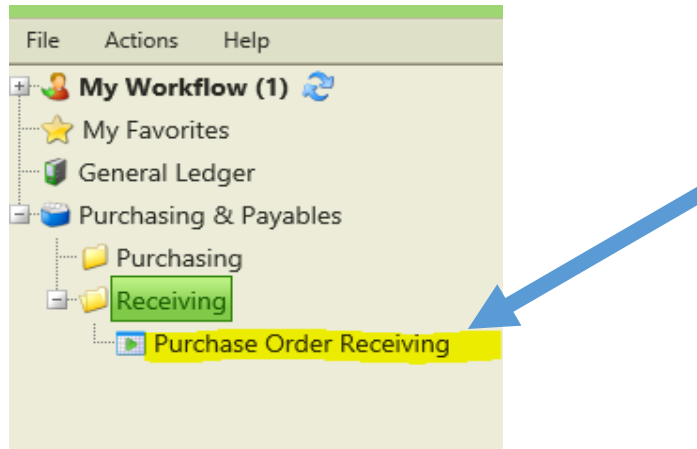 File Actions Help
My Workflow (1)
My Favorites
General Ledger
Purchasing & Payables
Purchasing
Receiving
Purchase Order Receiving